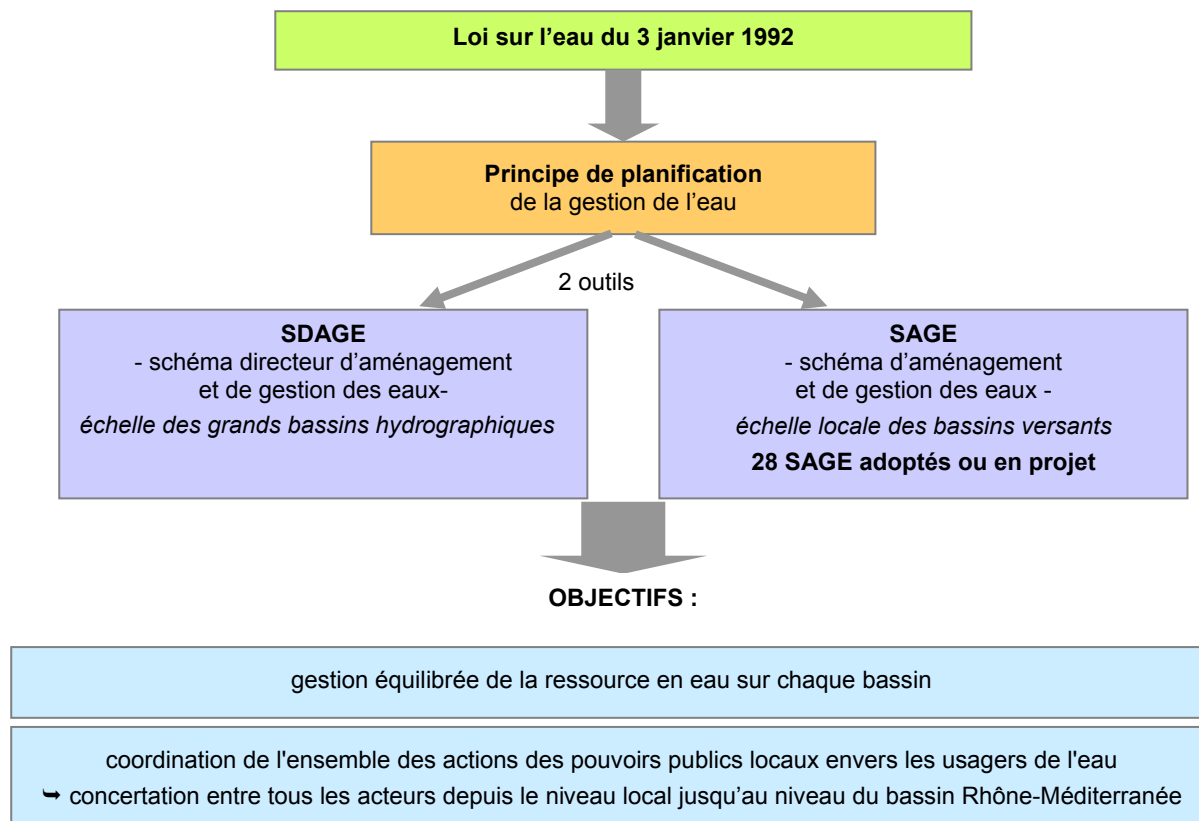 Loi sur l’eau du 3 janvier 1992
Principe de planification
de la gestion de l’eau
2 outils
SDAGE
- schéma directeur d’aménagement
et de gestion des eaux-
échelle des grands bassins hydrographiques
SAGE
- schéma d’aménagement
et de gestion des eaux -
échelle locale des bassins versants
28 SAGE adoptés ou en projet
OBJECTIFS :
gestion équilibrée de la ressource en eau sur chaque bassin
coordination de l'ensemble des actions des pouvoirs publics locaux envers les usagers de l'eau
➥ concertation entre tous les acteurs depuis le niveau local jusqu’au niveau du bassin Rhône-Méditerranée